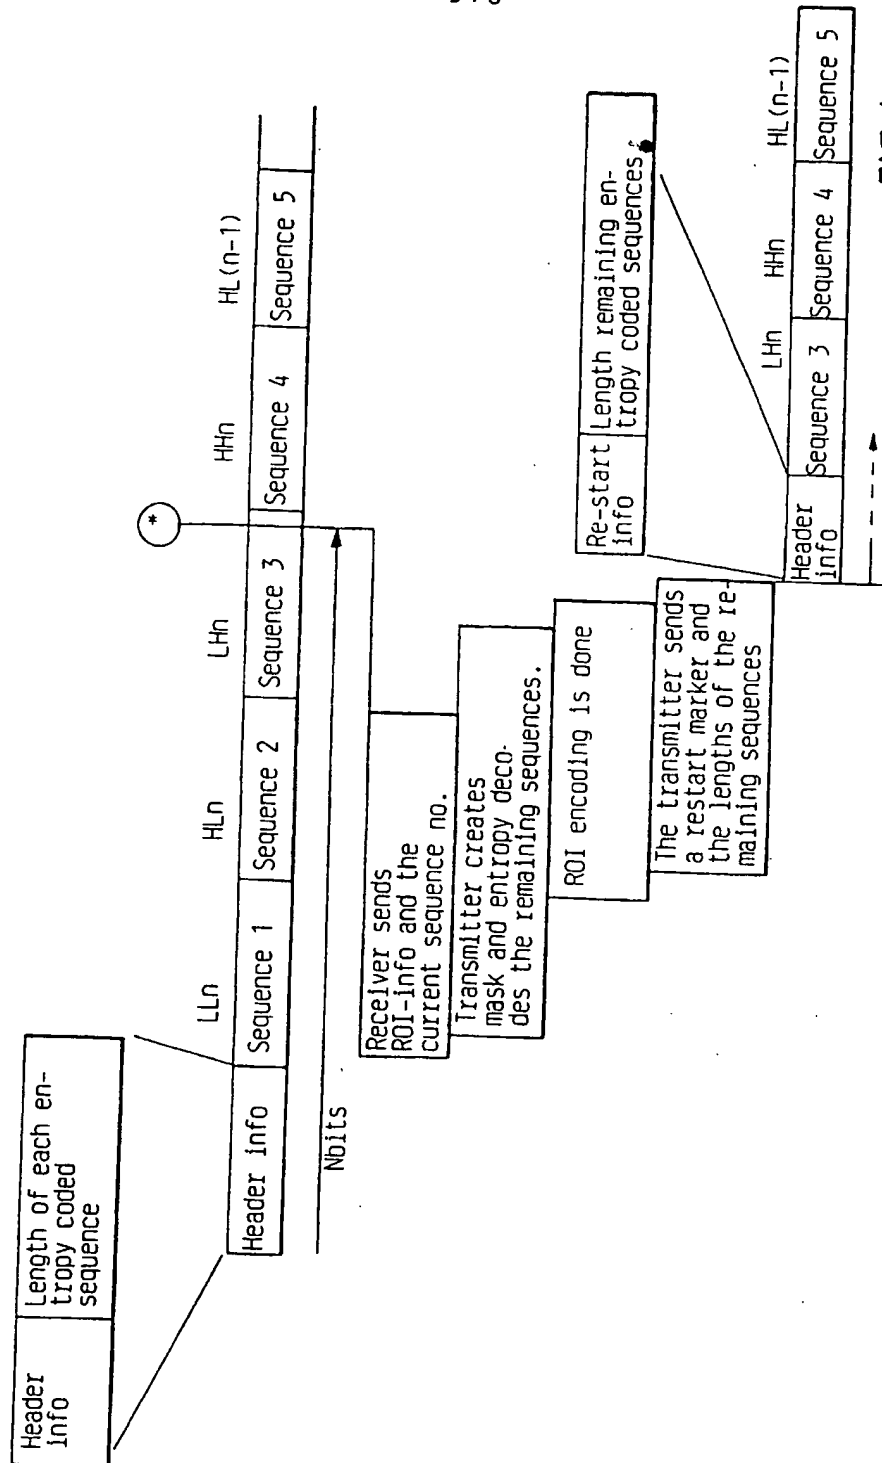 Header
info
Length of each en-
tropy coded
sequence
LLn
HLn
LHn
HHn
HL(n-1)
Header info
Sequence 1
Sequence 2
Sequence 3
Sequence 4
Sequence 5
*
Nbits
Receiver sends
ROI-info and the
current sequence no.
Transmitter creates
mask and entropy deco-
des the remaining sequences.
ROI encoding is done
The transmitter sends
a restart marker and
the lengths of the re-
maining sequences
Re-start
info
Length remaining en-
tropy coded sequences
LHn
HHn
HL(n-1)
Header
info
Sequence 3
Sequence 4
Sequence 5